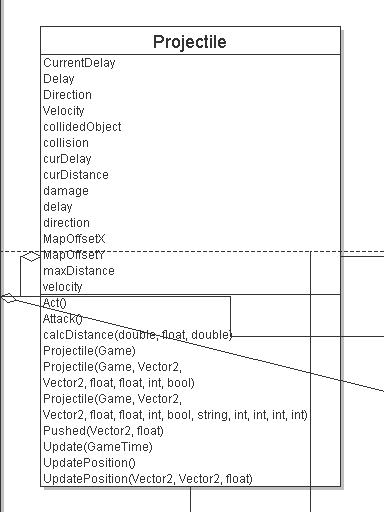 Projectile
CurrentDelay
Delay
Direction
Velocity
collidedObject
collision
curDelay
curDistance
damage
delay
direction
MapOffsetX
MapOffsetY
maxDistance
velocity
Act()
Attack()
calcDistance(double, float, double)
Projectile(Game)
Projectile(Game, Vector2,
Vector2, float, float, int, bool)
Projectile(Game, Vector2,
Vector2, float, float, int, bool, string, int, int, int, int)
Pushed(Vector2, float)
Update(GameTime)
UpdatePosition()
UpdatePosition(Vector2, Vector2, float)